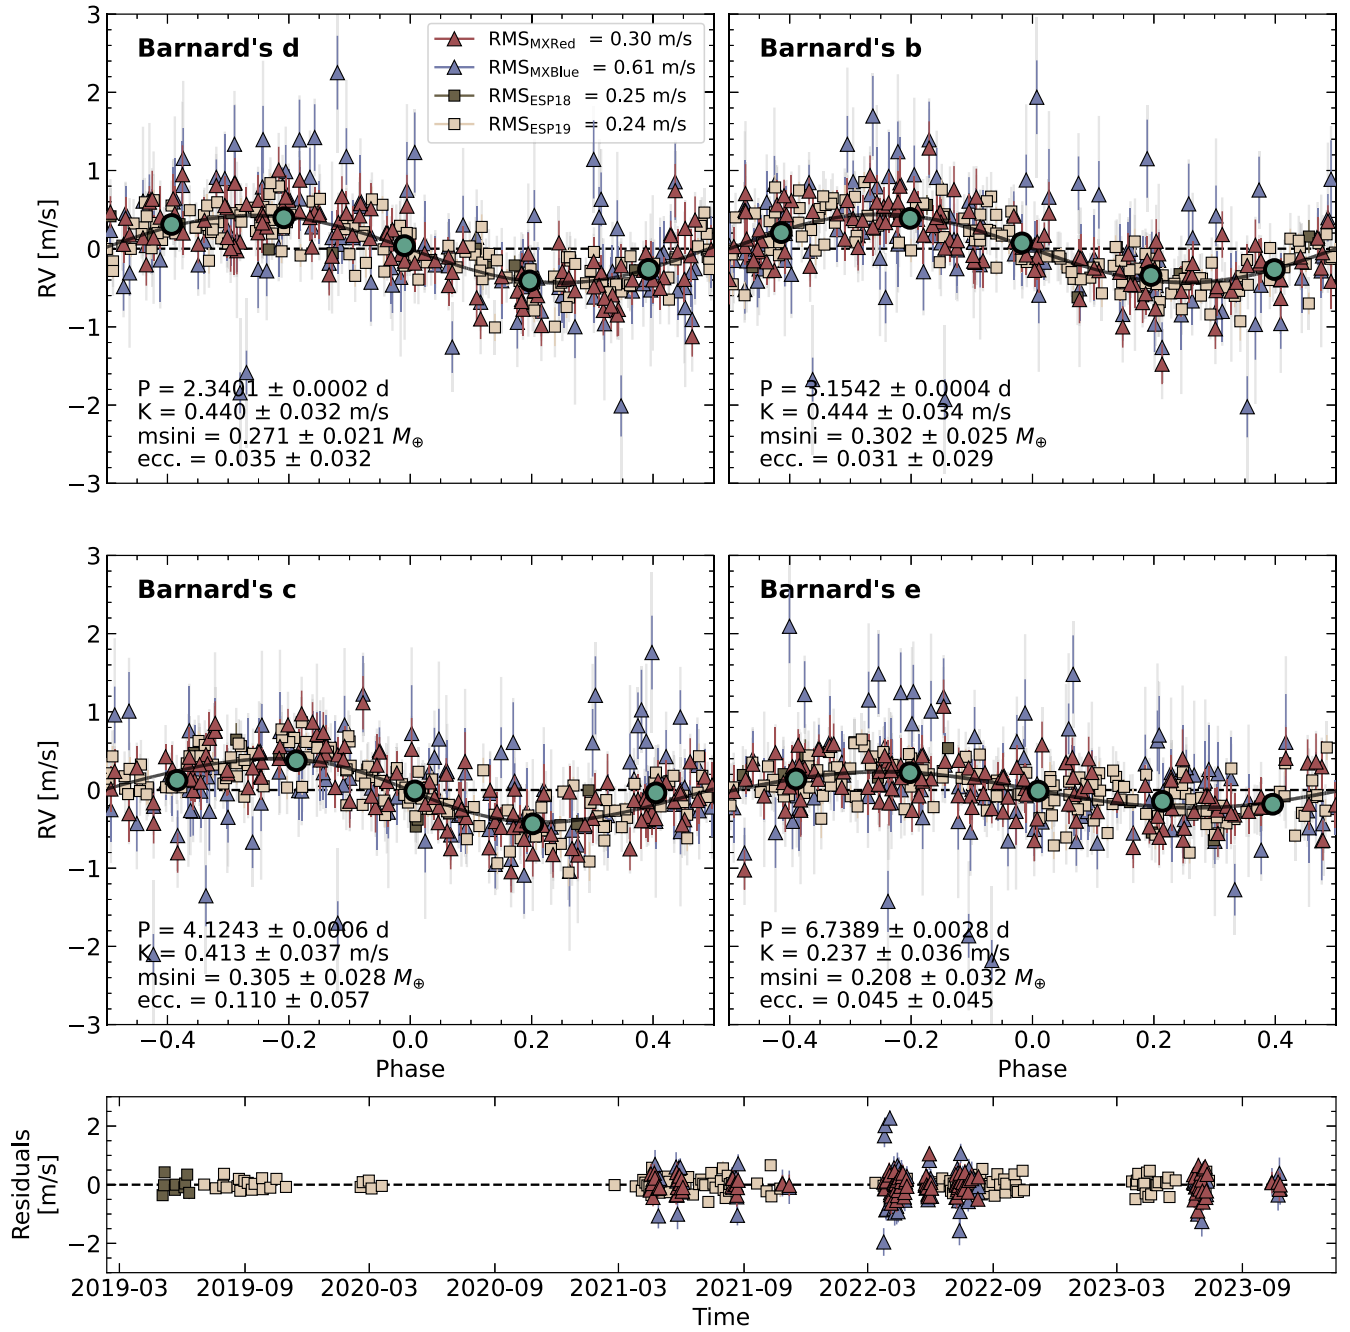 Barnard's d
RMS_MXRed = 0.30 m/s
RMS_MXBlue = 0.61 m/s
RMS_ESP18 = 0.25 m/s
RMS_ESP19 = 0.24 m/s
Barnard's b
3
2
1
0
−1
−2
−3
RV [m/s]
P = 2.3401 ± 0.0002 d
K = 0.440 ± 0.032 m/s
msini = 0.271 ± 0.021 M⊕
ecc. = 0.035 ± 0.032
P = 3.1542 ± 0.0004 d
K = 0.444 ± 0.034 m/s
msini = 0.302 ± 0.025 M⊕
ecc. = 0.031 ± 0.029
Barnard's c
Barnard's e
3
2
1
0
−1
−2
−3
RV [m/s]
P = 4.1243 ± 0.0006 d
K = 0.413 ± 0.037 m/s
msini = 0.305 ± 0.028 M⊕
ecc. = 0.110 ± 0.057
P = 6.7389 ± 0.0028 d
K = 0.237 ± 0.036 m/s
msini = 0.208 ± 0.032 M⊕
ecc. = 0.045 ± 0.045
−0.4 −0.2 0.0 0.2 0.4
Phase
−0.4 −0.2 0.0 0.2 0.4
Phase
Residuals
[m/s]
2
0
−2
2019-03 2019-09 2020-03 2020-09 2021-03 2021-09 2022-03 2022-09 2023-03 2023-09
Time